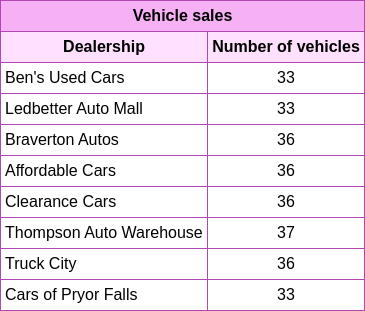 Vehicle sales
Dealership Number of vehicles
Ben's Used Cars 33
Ledbetter Auto Mall 33
Braverton Autos 36
Affordable Cars 36
Clearance Cars 36
Thompson Auto Warehouse 37
Truck City 36
Cars of Pryor Falls 33